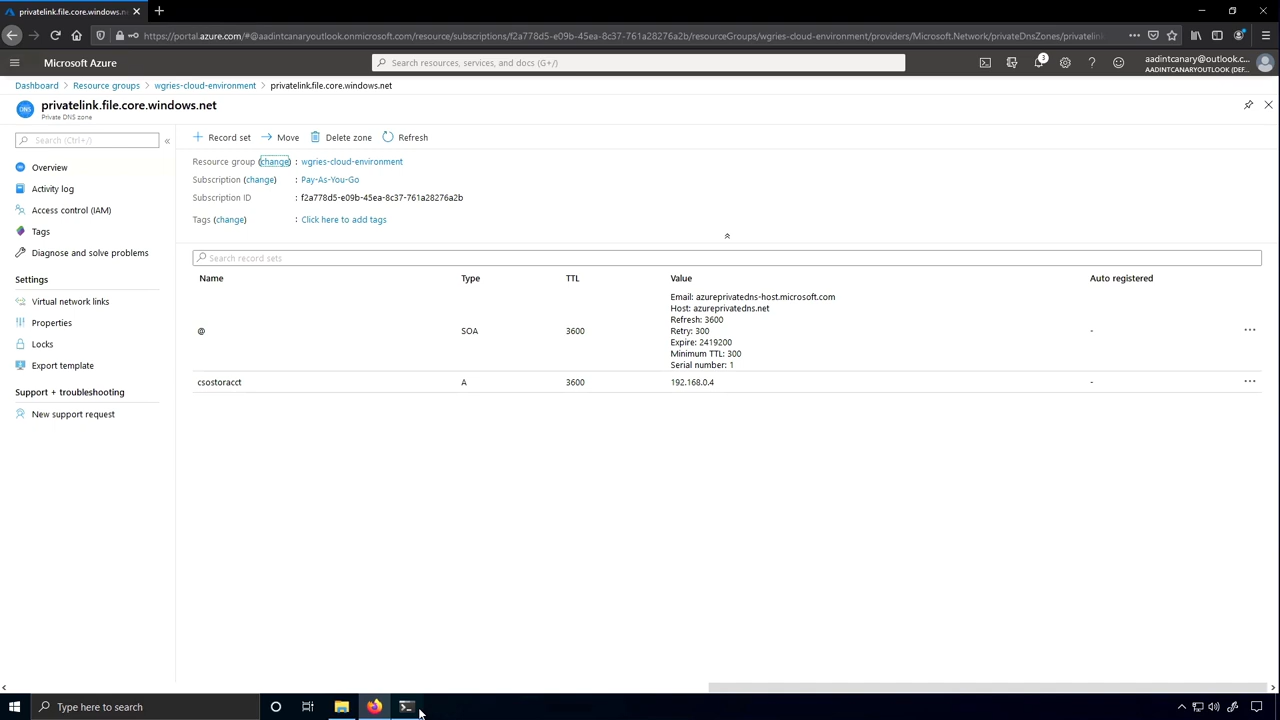 privatelink.file.core.windows.ne
https://portal.azure.com/#@aadintcanaryoutlook.onmicrosoft.com/resource/subscriptions/f2a778d5-e09b-45ea-8c37-761a28276a2b/resourceGroups/wgries-cloud-environment/providers/Microsoft.Network/privateDnsZones/privatelink
Microsoft Azure
Search resources, services, and docs (G+/)
3
aadintcanary@outlook.c...
AADINTCANARYOUTLOOK (DEF...
Dashboard > Resource groups > wgries-cloud-environment > privatelink.file.core.windows.net
DNS
privatelink.file.core.windows.net
Private DNS zone
Search (Ctrl+/)
Overview
Activity log
Access control (IAM)
Tags
Diagnose and solve problems
Settings
Virtual network links
Properties
Locks
Export template
Support + troubleshooting
New support request
Record set
Move
Delete zone
Refresh
Resource group (change) : wgries-cloud-environment
Subscription (change) : Pay-As-You-Go
Subscription ID : f2a778d5-e09b-45ea-8c37-761a28276a2b
Tags (change) : Click here to add tags
Search record sets
Name Type TTL Value Auto registered
Email: azureprivatedns-host.microsoft.com
Host: azureprivatedns.net
Refresh: 3600
@ SOA 3600 Retry: 300 - ...
Expire: 2419200
Minimum TTL: 300
Serial number: 1
csostoracct A 3600 192.168.0.4 - ...
Type here to search